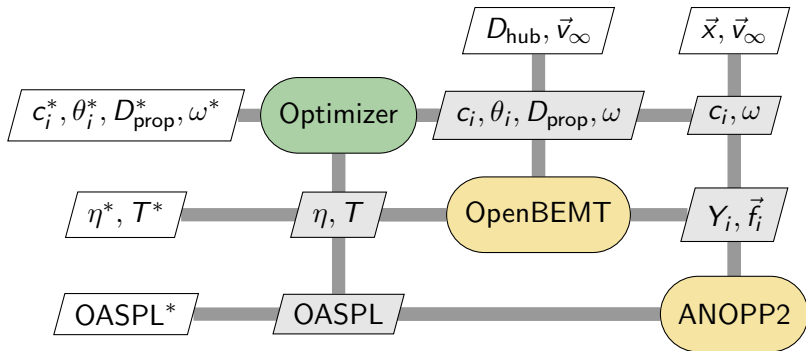 D_hub, v⃗_∞
x⃗, v⃗_∞
c_i^*, θ_i^*, D_prop^*, ω^*
Optimizer
c_i, θ_i, D_prop, ω
c_i, ω
η^*, T^*
η, T
OpenBEMT
Y_i, f⃗_i
OASPL^*
OASPL
ANOPP2